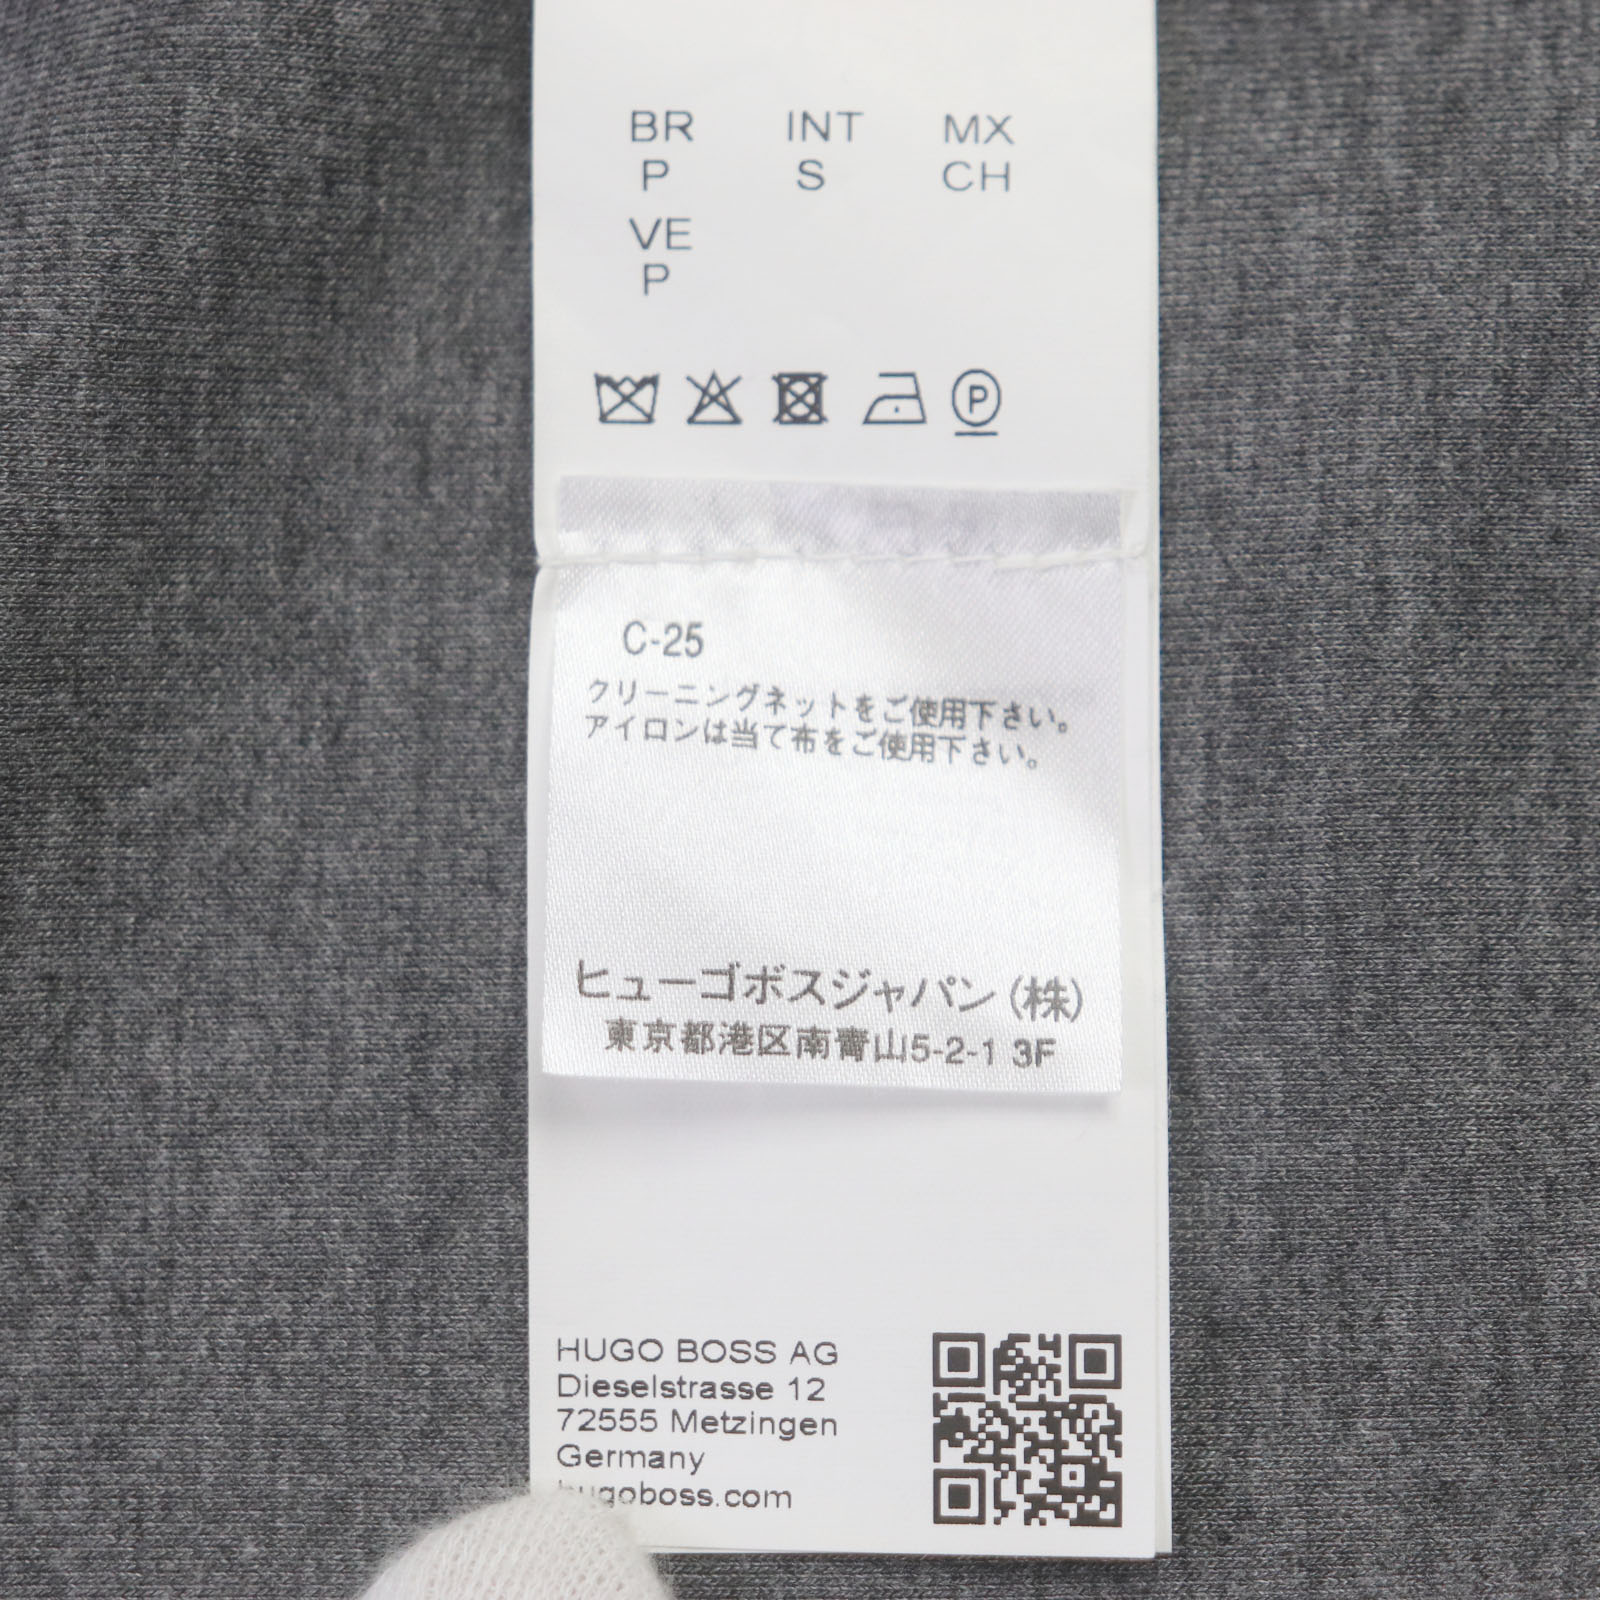 BR INT MX
P S CH
VE
P
P
C-25
クリーニングネットをご使用下さい。
アイロンは当て布をご使用下さい。
ヒューゴボスジャパン(株)
東京都港区南青山5-2-1 3F
HUGO BOSS AG
Dieselstrasse 12
72555 Metzingen
Germany
hugoboss.com